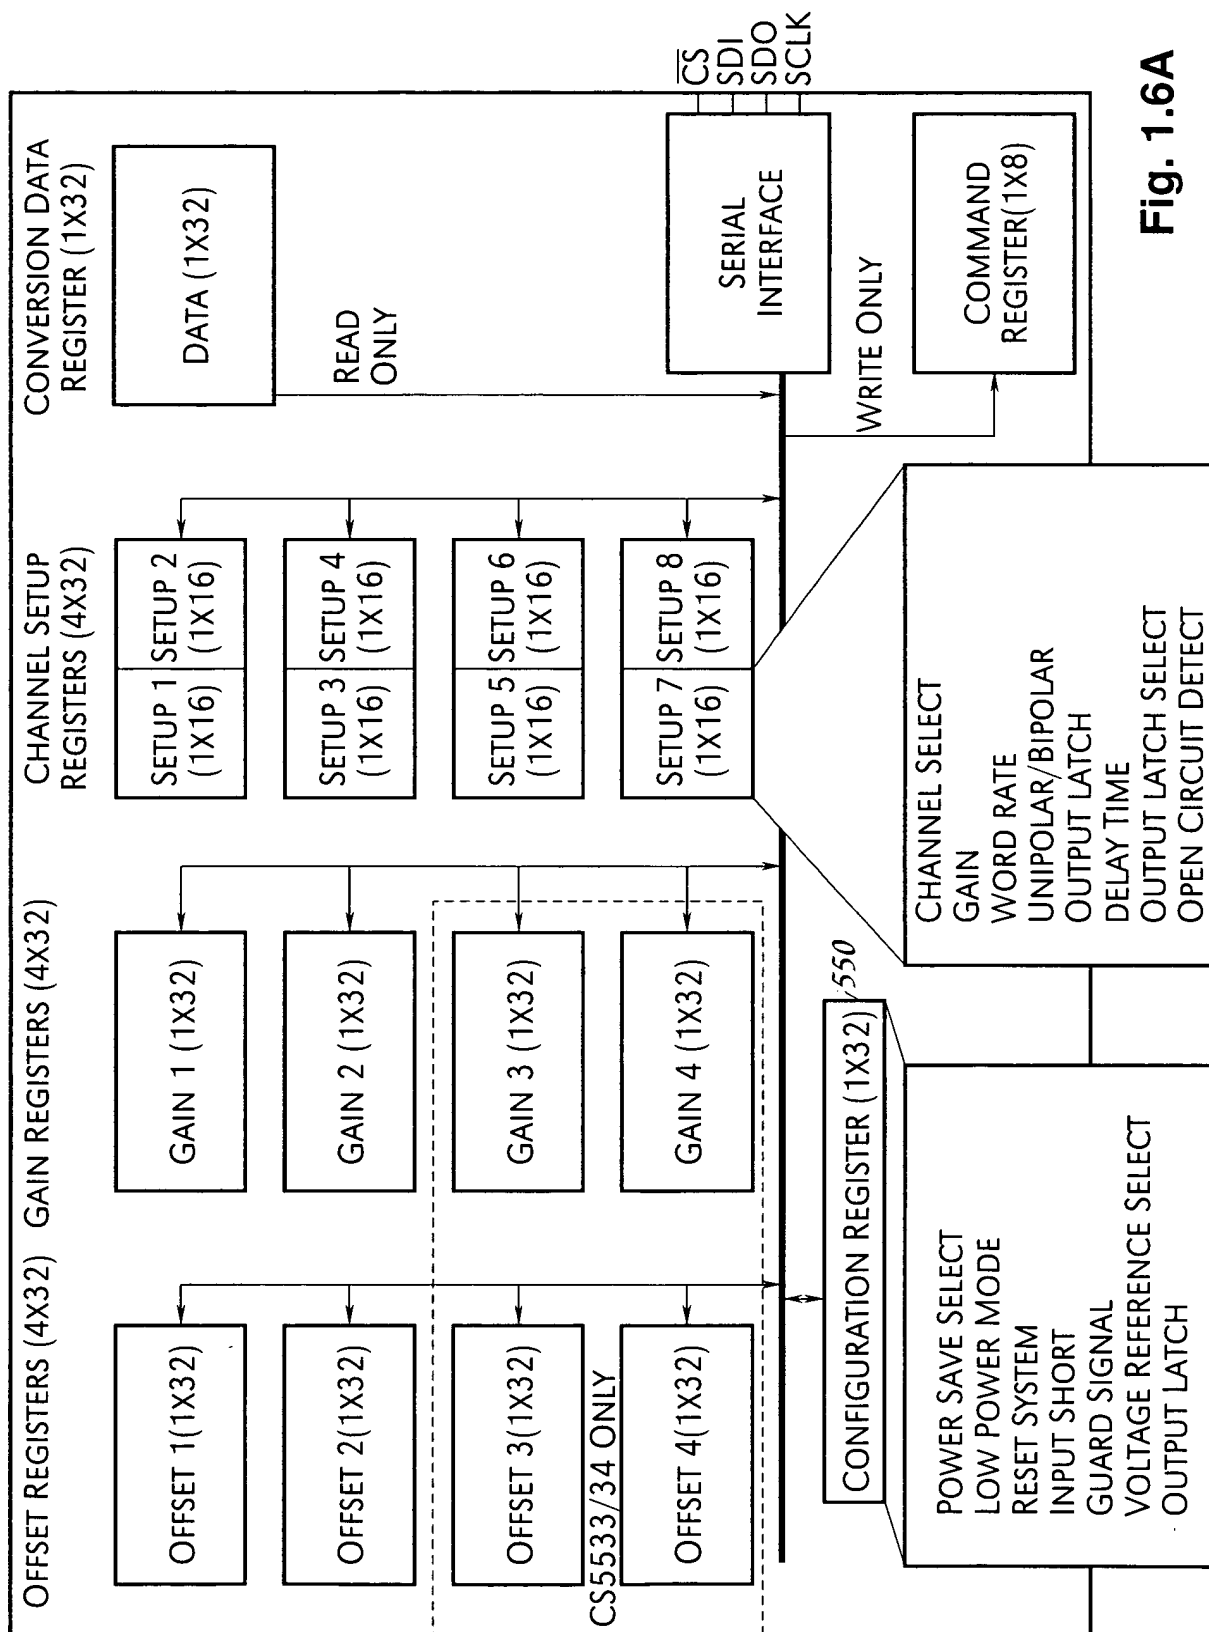 OFFSET REGISTERS (4X32)
GAIN REGISTERS (4X32)
CHANNEL SETUP
REGISTERS (4X32)
CONVERSION DATA
REGISTER (1X32)
OFFSET 1(1X32)
GAIN 1 (1X32)
SETUP 1
(1X16)
SETUP 2
(1X16)
DATA (1X32)
OFFSET 2(1X32)
GAIN 2 (1X32)
SETUP 3
(1X16)
SETUP 4
(1X16)
READ
ONLY
OFFSET 3(1X32)
GAIN 3 (1X32)
SETUP 5
(1X16)
SETUP 6
(1X16)
CS5533/34 ONLY
OFFSET 4(1X32)
GAIN 4 (1X32)
SETUP 7
(1X16)
SETUP 8
(1X16)
SERIAL
INTERFACE
C̅S̅
SDI
SDO
SCLK
CONFIGURATION REGISTER (1X32)
550
WRITE ONLY
COMMAND
REGISTER(1X8)
POWER SAVE SELECT
LOW POWER MODE
RESET SYSTEM
INPUT SHORT
GUARD SIGNAL
VOLTAGE REFERENCE SELECT
OUTPUT LATCH
CHANNEL SELECT
GAIN
WORD RATE
UNIPOLAR/BIPOLAR
OUTPUT LATCH
DELAY TIME
OUTPUT LATCH SELECT
OPEN CIRCUIT DETECT
Fig. 1.6A